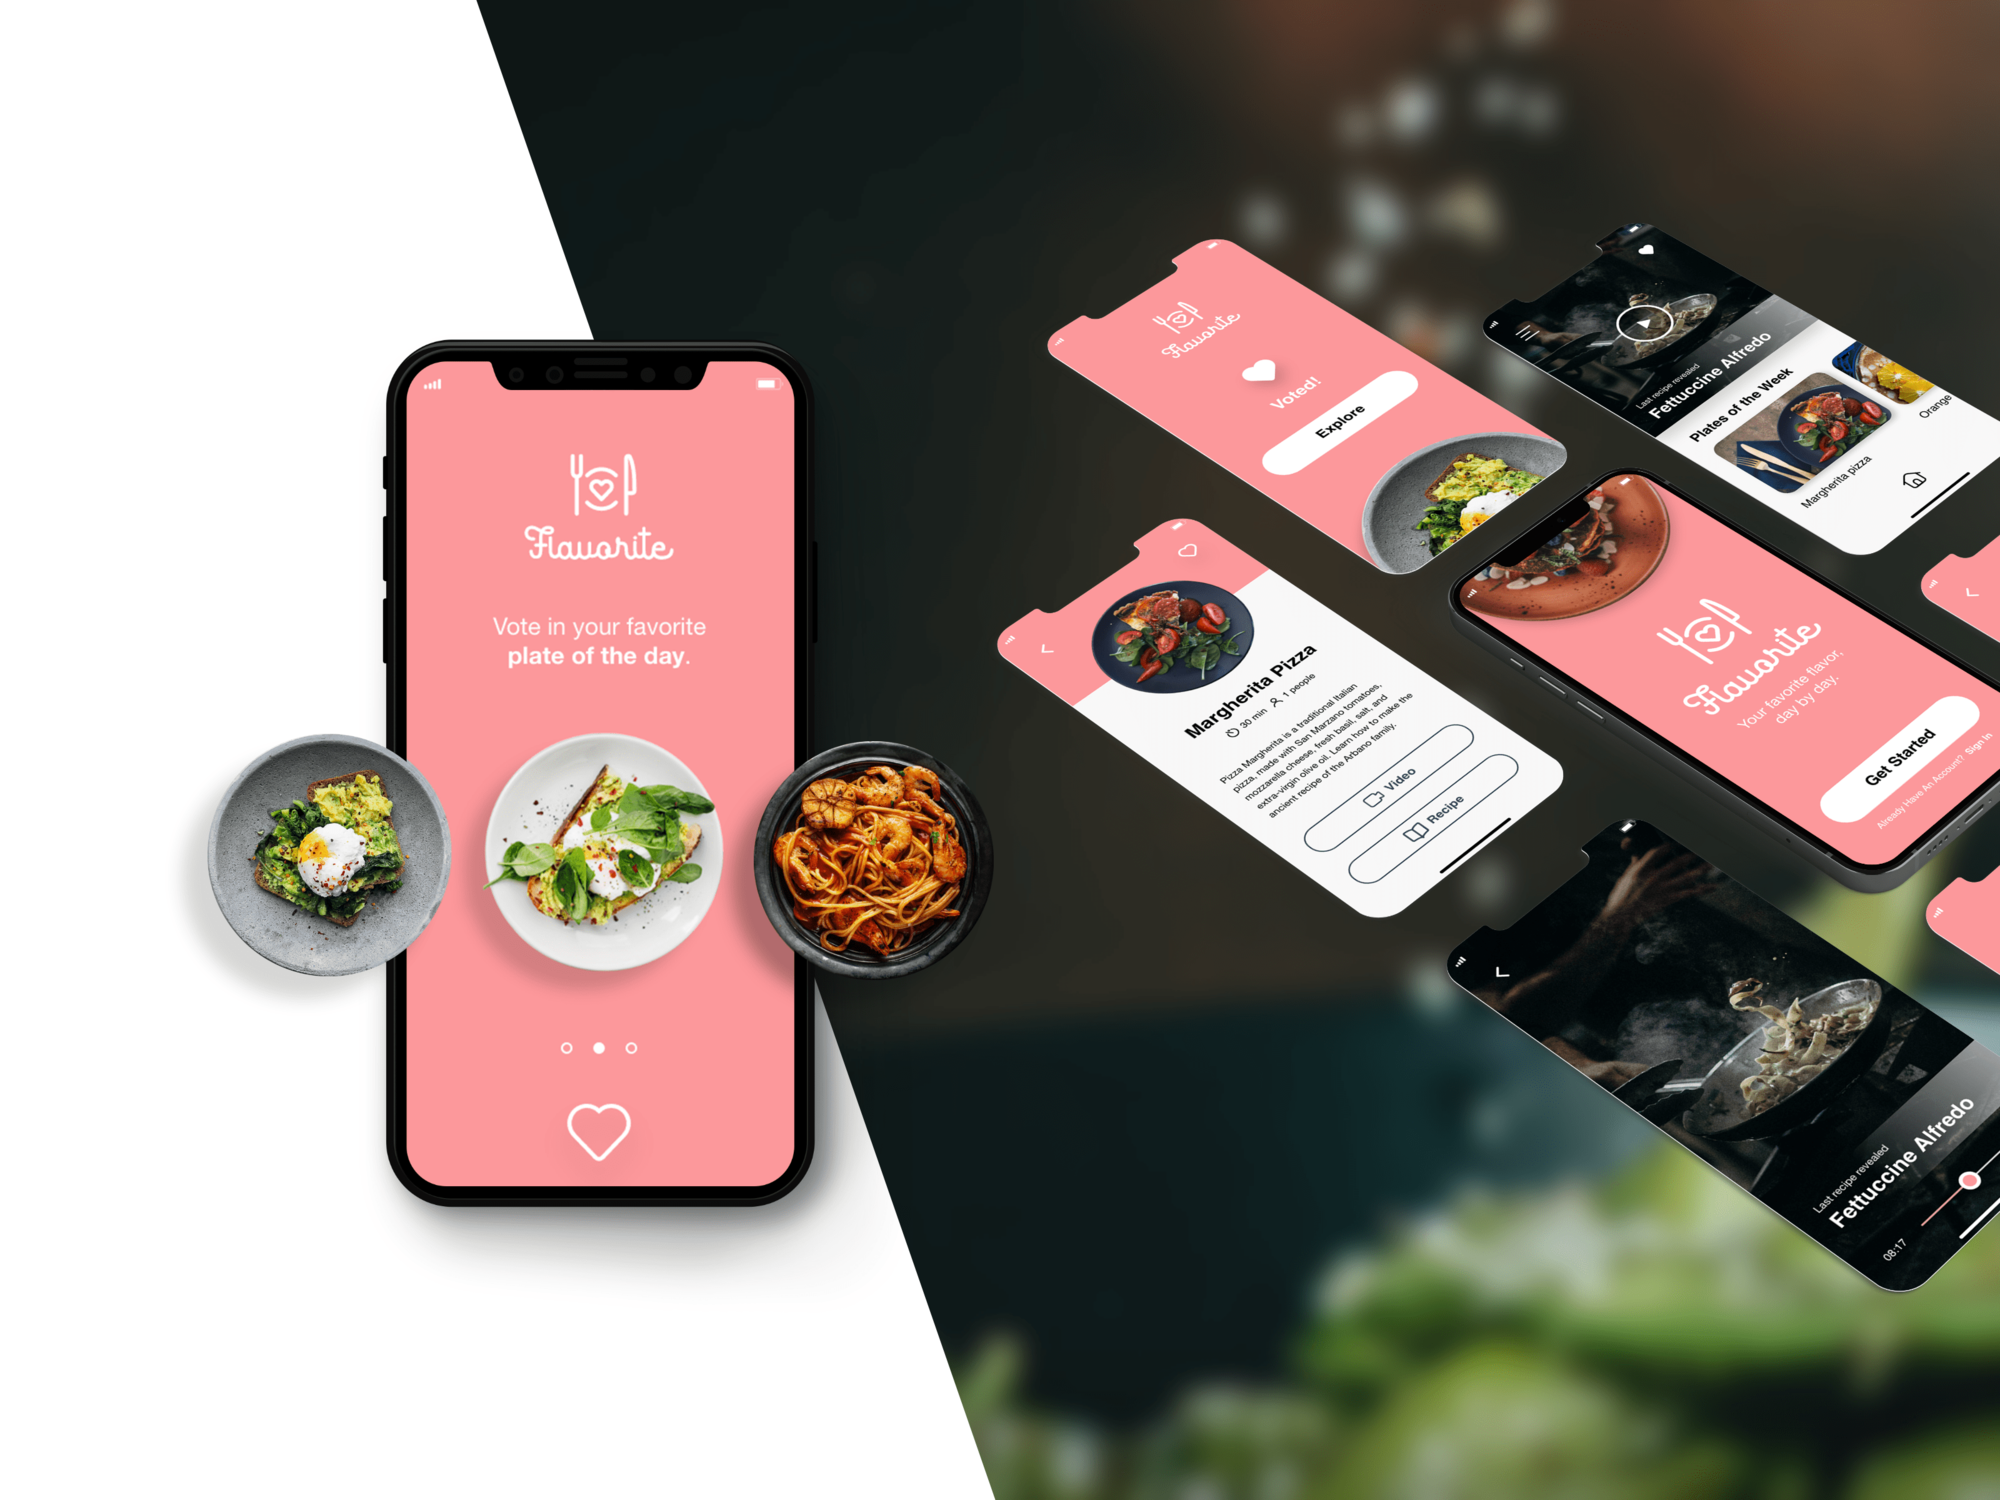 Flavorite
Vote in your favorite
plate of the day.
Flavorite
Voted!
Explore
Last recipe revealed
Fettuccine Alfredo
Plates of the Week
Margherita pizza
Orange
Margherita Pizza
30 min 1 people
Pizza Margherita is a traditional Italian
pizza, made with San Marzano tomatoes,
mozzarella cheese, fresh basil, salt, and
extra-virgin olive oil. Learn how to make the
ancient recipe of the Arbano family.
Video
Recipe
Flavorite
Your favorite flavor,
day by day.
Get Started
Already Have An Account? Sign In
Last recipe revealed
Fettuccine Alfredo
08:17